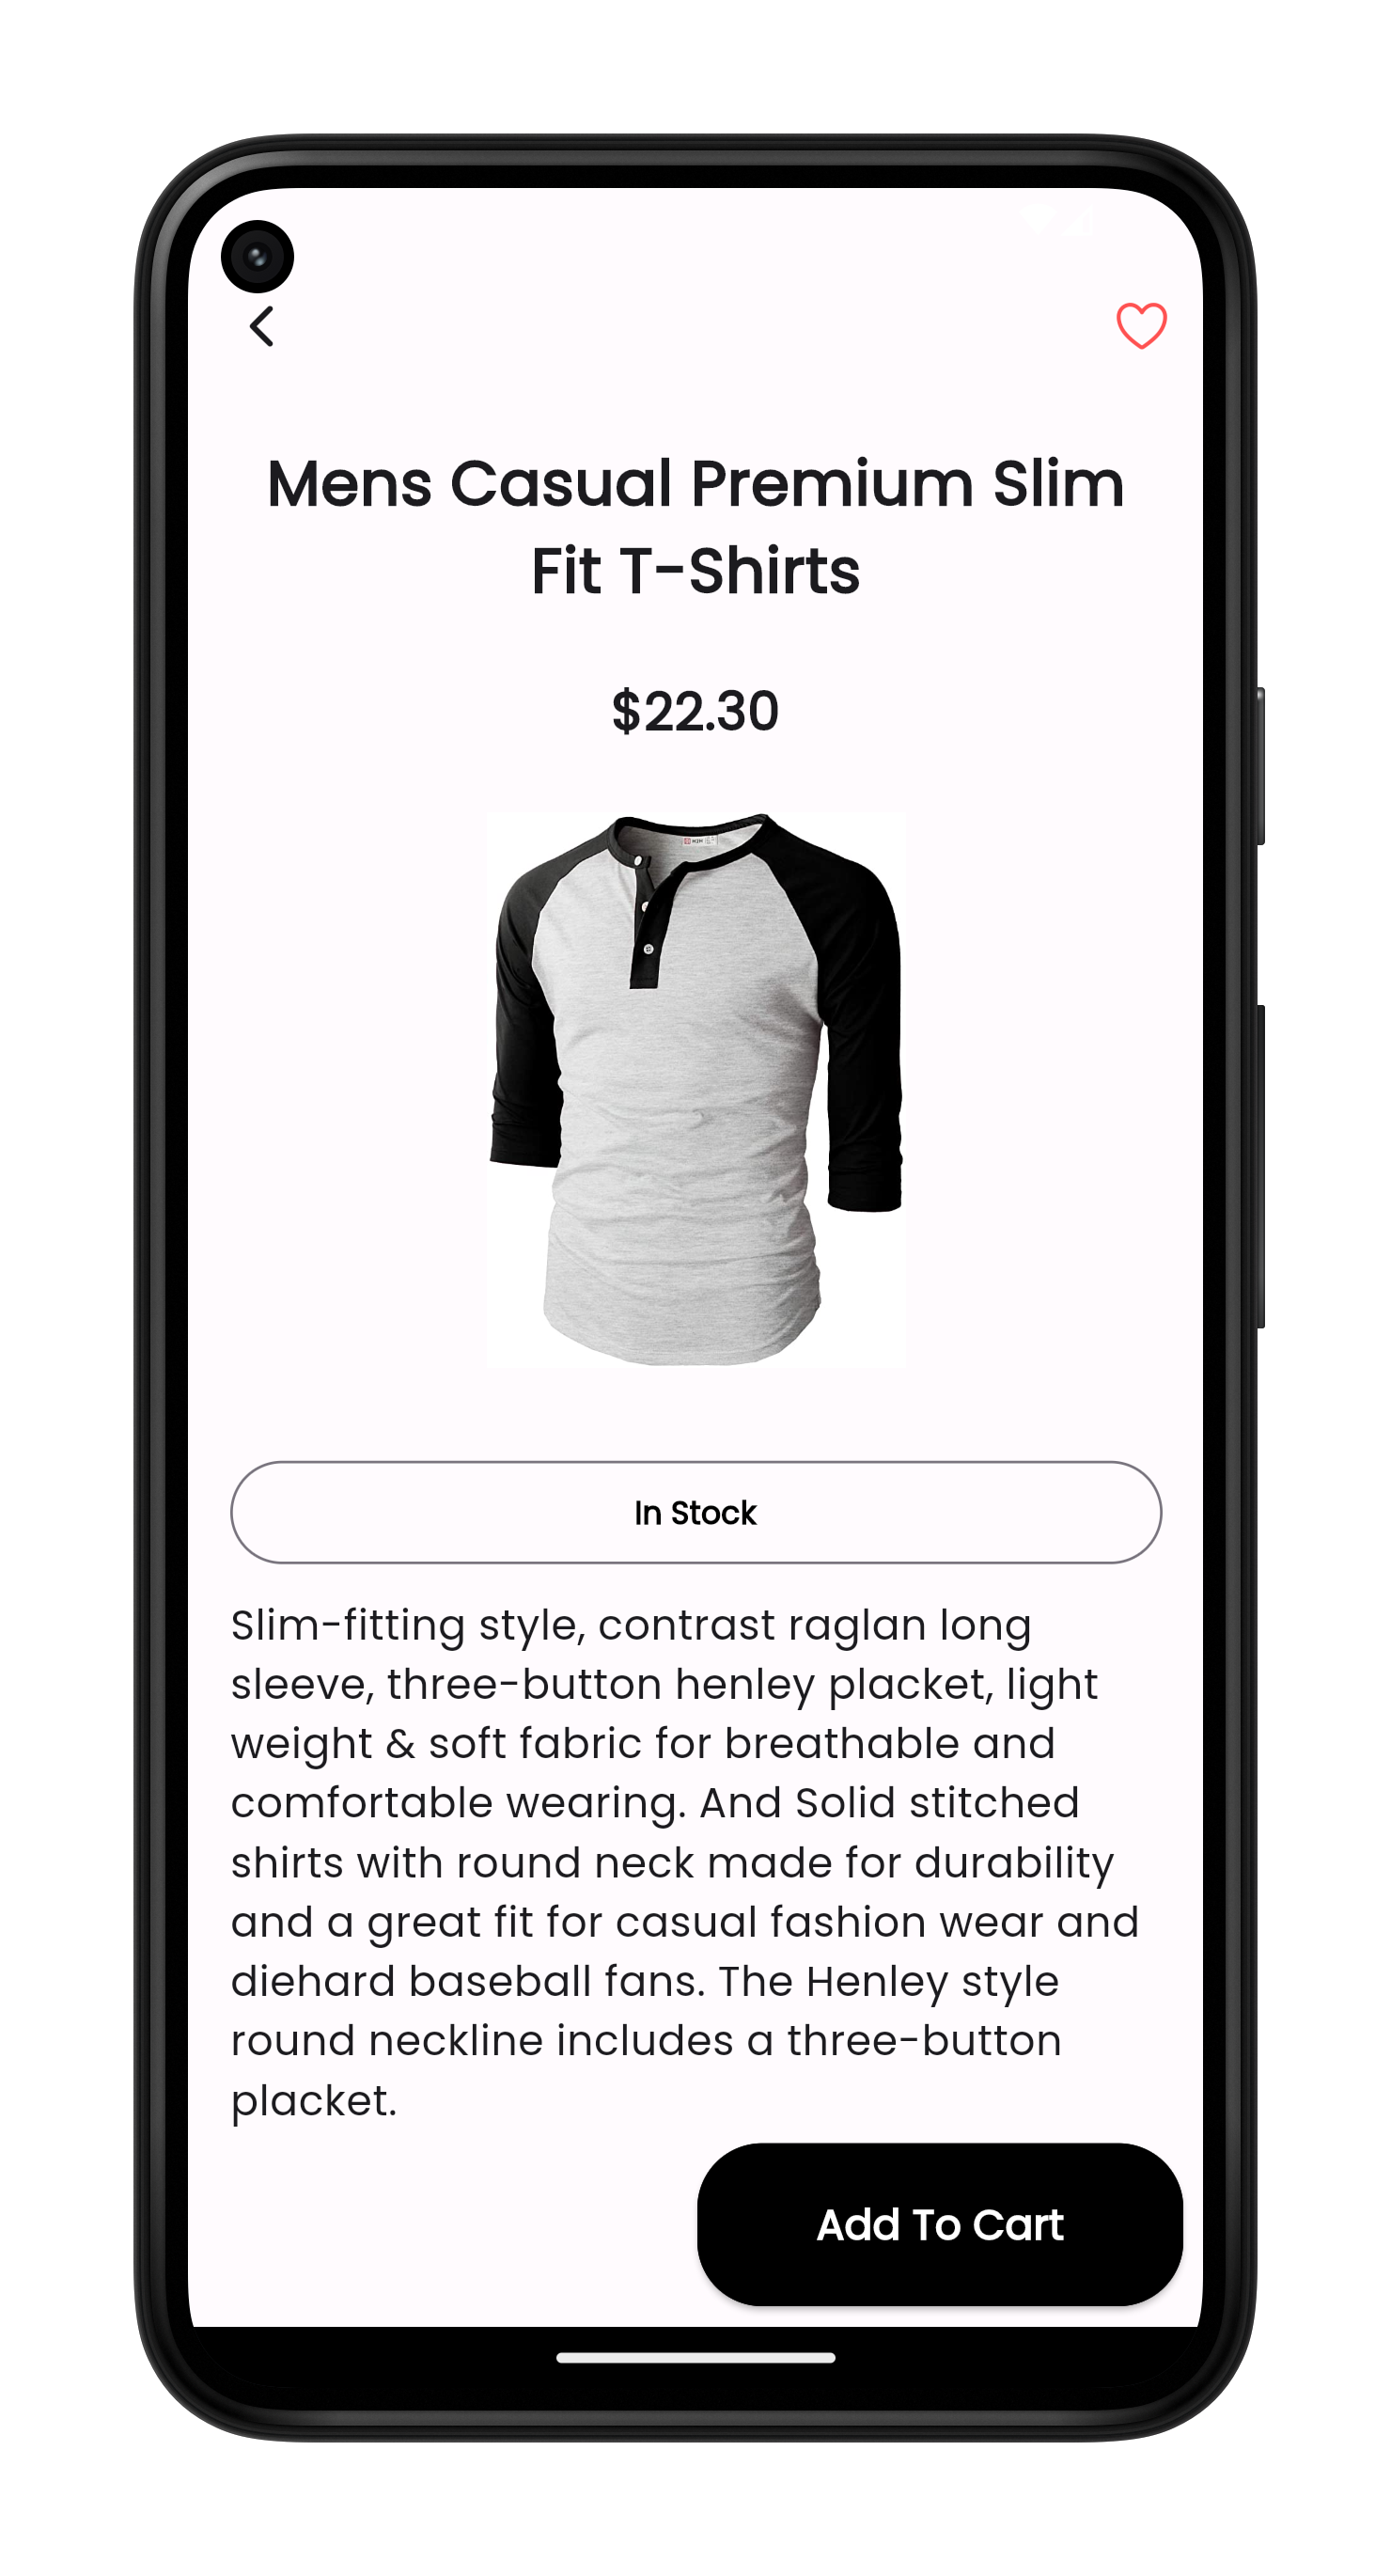 Mens Casual Premium Slim
Fit T-Shirts
$22.30
In Stock
Slim-fitting style, contrast raglan long
sleeve, three-button henley placket, light
weight & soft fabric for breathable and
comfortable wearing. And Solid stitched
shirts with round neck made for durability
and a great fit for casual fashion wear and
diehard baseball fans. The Henley style
round neckline includes a three-button
placket.
Add To Cart